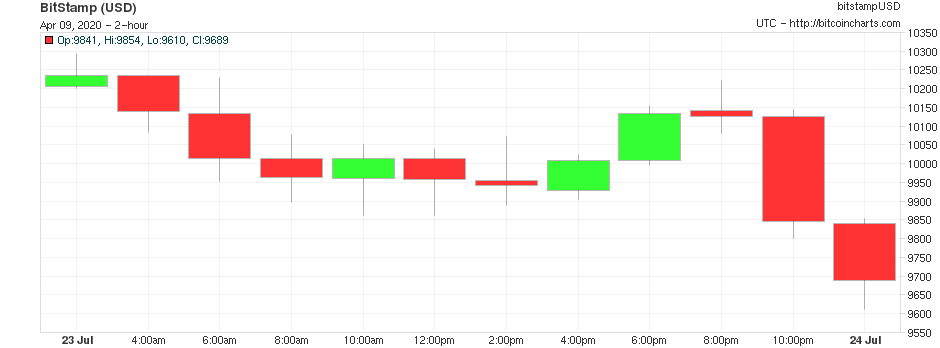 BitStamp (USD)
bitstampUSD
Apr 09, 2020 - 2-hour
UTC - http://bitcoincharts.com
Op:9841, Hi:9854, Lo:9610, Cl:9689
10350
10300
10250
10200
10150
10100
10050
10000
9950
9900
9850
9800
9750
9700
9650
9600
9550
23 Jul 4:00am 6:00am 8:00am 10:00am 12:00pm 2:00pm 4:00pm 6:00pm 8:00pm 10:00pm 24 Jul